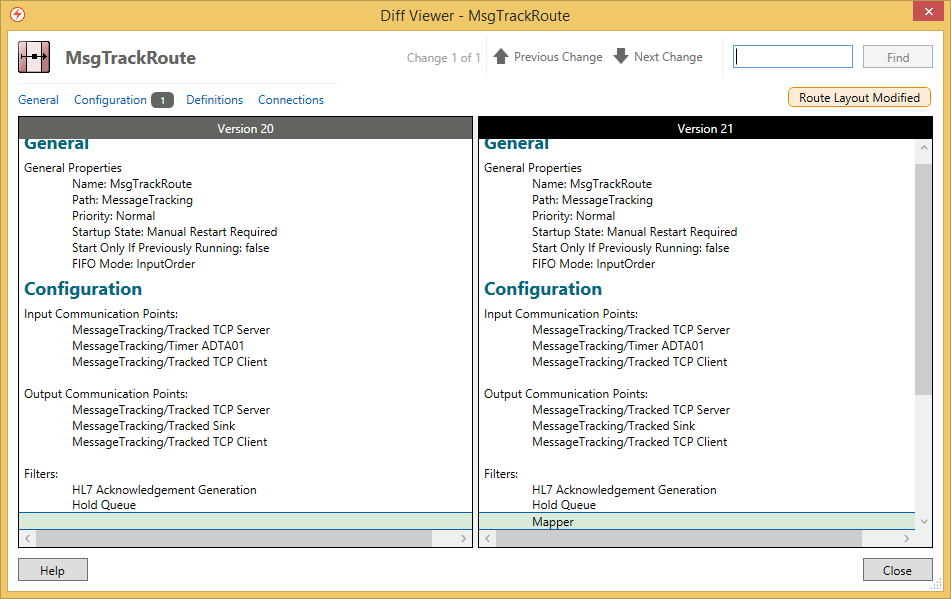 Diff Viewer - MsgTrackRoute
MsgTrackRoute
Change 1 of 1
Previous Change
Next Change
Find
General
Configuration 1
Definitions
Connections
Route Layout Modified
Version 20
General
General Properties
Name: MsgTrackRoute
Path: MessageTracking
Priority: Normal
Startup State: Manual Restart Required
Start Only If Previously Running: false
FIFO Mode: InputOrder
Configuration
Input Communication Points:
MessageTracking/Tracked TCP Server
MessageTracking/Timer ADTA01
MessageTracking/Tracked TCP Client
Output Communication Points:
MessageTracking/Tracked TCP Server
MessageTracking/Tracked Sink
MessageTracking/Tracked TCP Client
Filters:
HL7 Acknowledgement Generation
Hold Queue
Version 21
General
General Properties
Name: MsgTrackRoute
Path: MessageTracking
Priority: Normal
Startup State: Manual Restart Required
Start Only If Previously Running: false
FIFO Mode: InputOrder
Configuration
Input Communication Points:
MessageTracking/Tracked TCP Server
MessageTracking/Timer ADTA01
MessageTracking/Tracked TCP Client
Output Communication Points:
MessageTracking/Tracked TCP Server
MessageTracking/Tracked Sink
MessageTracking/Tracked TCP Client
Filters:
HL7 Acknowledgement Generation
Hold Queue
Mapper
Help
Close